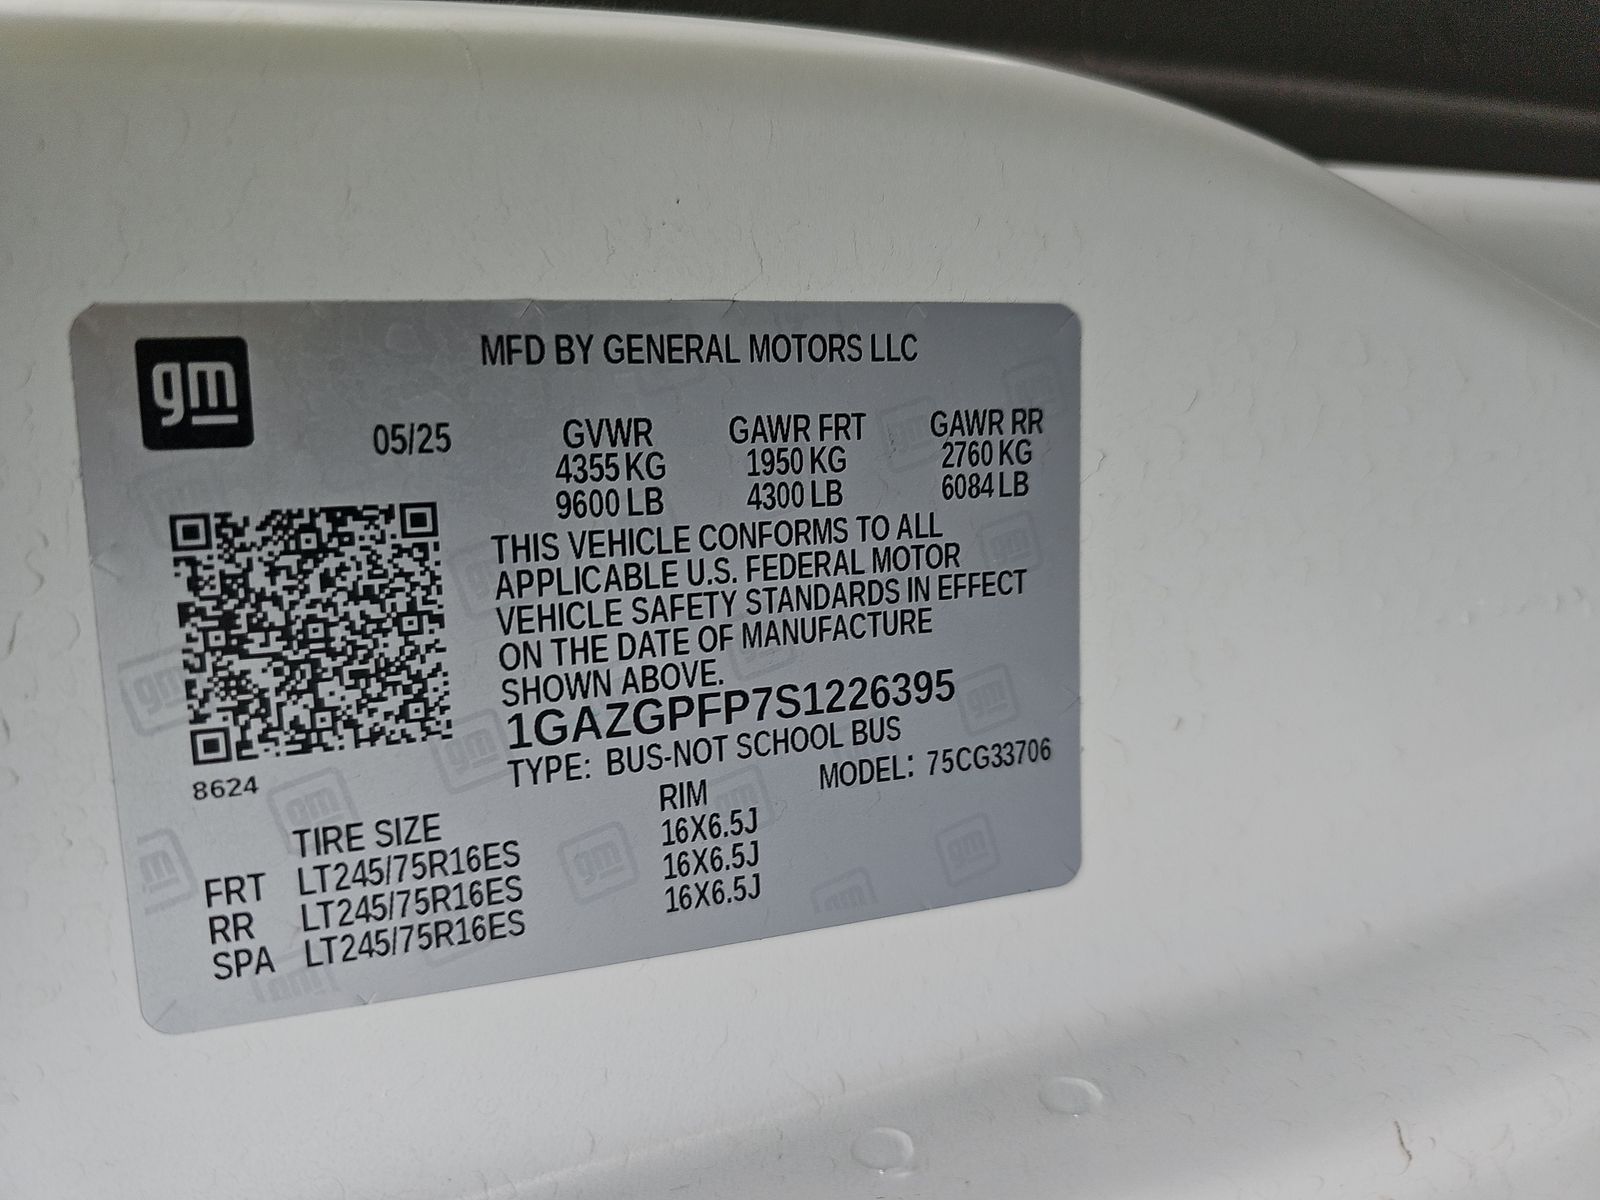 gm
MFD BY GENERAL MOTORS LLC
05/25
GVWR GAWR FRT GAWR RR
4355 KG 1950 KG 2760 KG
9600 LB 4300 LB 6084 LB
THIS VEHICLE CONFORMS TO ALL
APPLICABLE U.S. FEDERAL MOTOR
VEHICLE SAFETY STANDARDS IN EFFECT
ON THE DATE OF MANUFACTURE
SHOWN ABOVE.
1GAZGPFP7S1226395
TYPE: BUS-NOT SCHOOL BUS
8624
MODEL: 75CG33706
TIRE SIZE RIM
FRT LT245/75R16ES 16X6.5J
RR LT245/75R16ES 16X6.5J
SPA LT245/75R16ES 16X6.5J